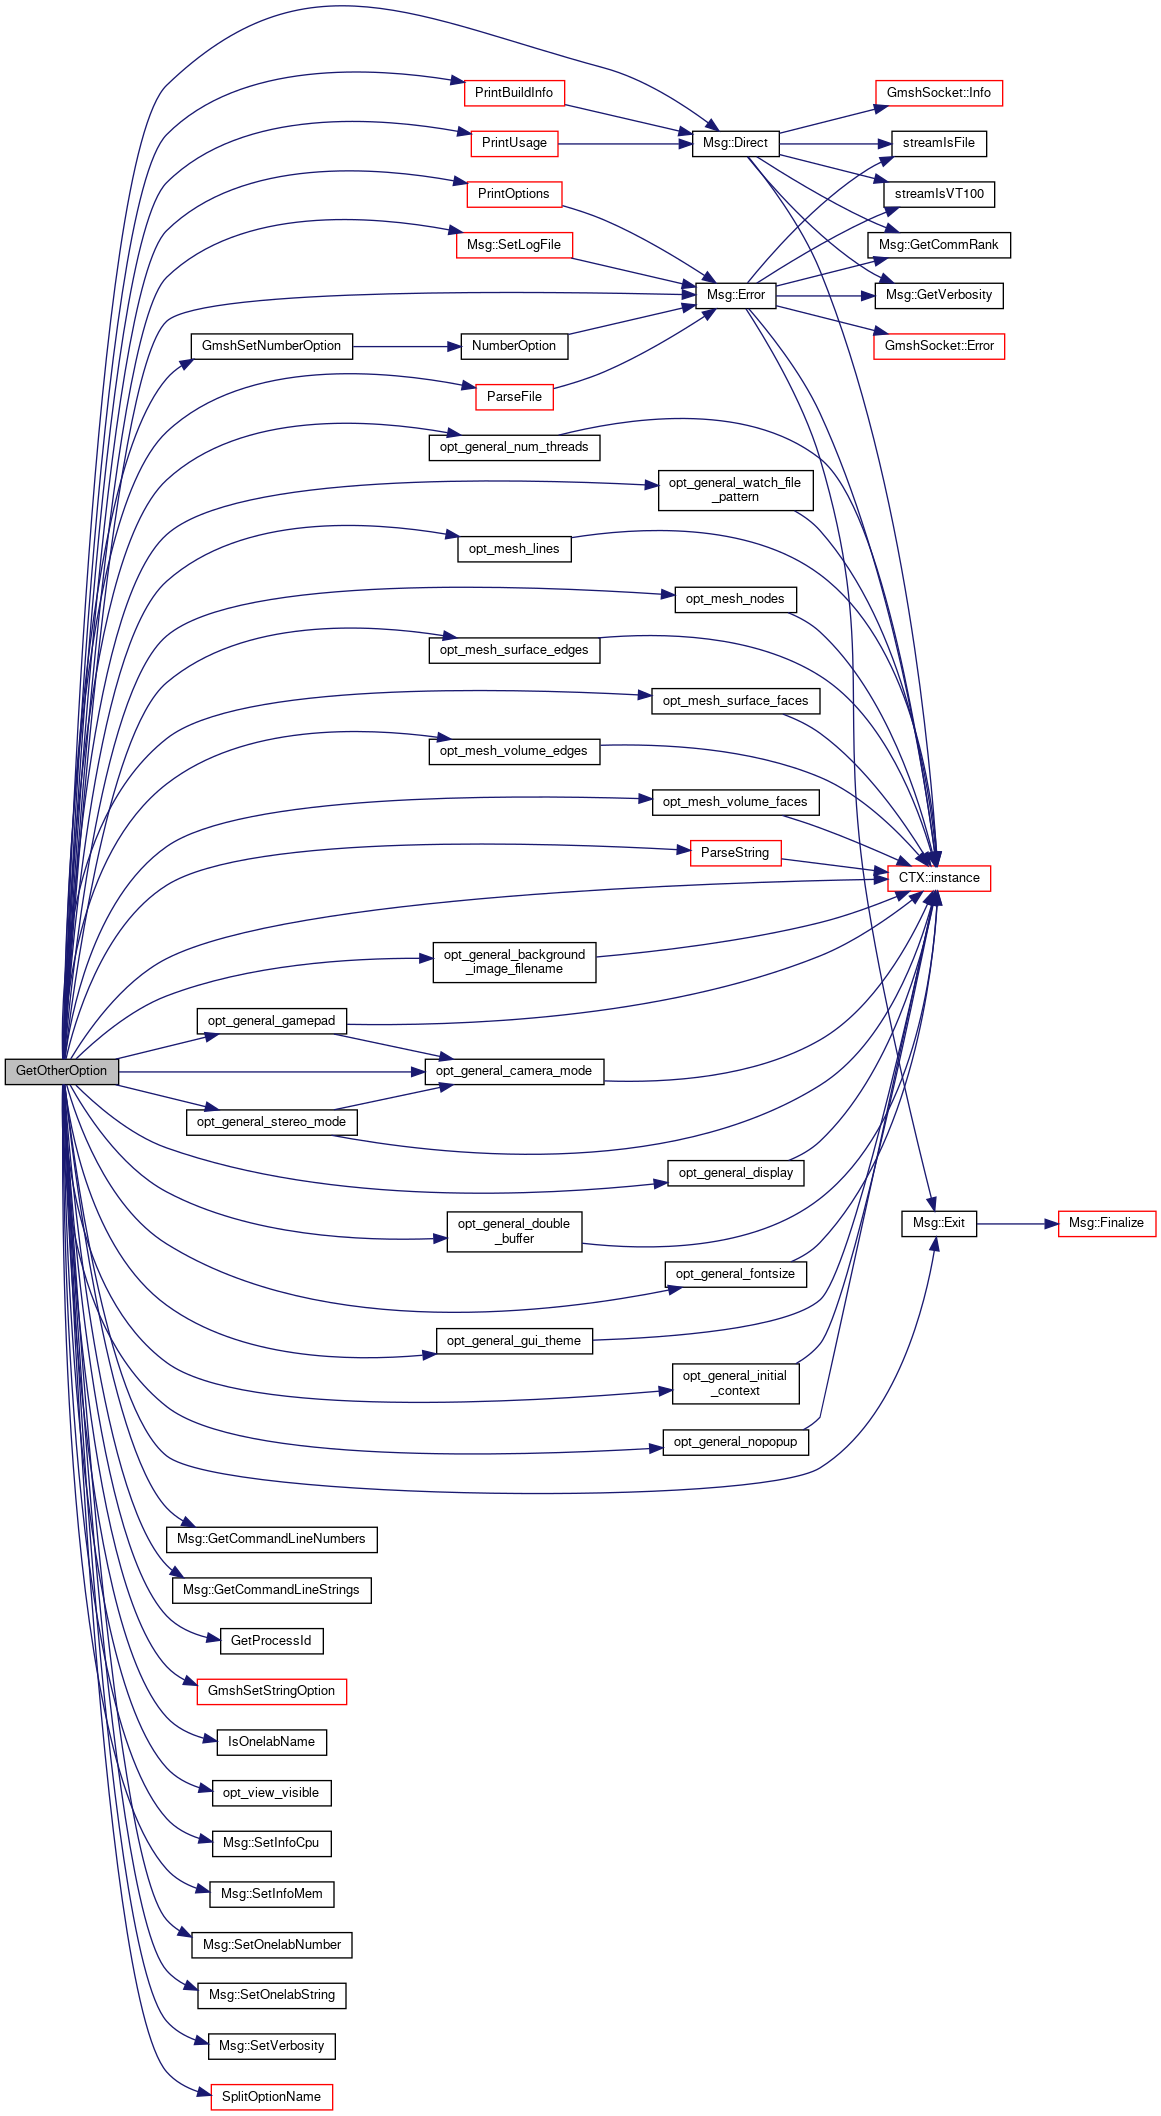 PrintBuildInfo
GmshSocket::Info
PrintUsage
Msg::Direct
streamIsFile
PrintOptions
streamIsVT100
Msg::SetLogFile
Msg::GetCommRank
Msg::Error
Msg::GetVerbosity
GmshSetNumberOption
NumberOption
GmshSocket::Error
ParseFile
opt_general_num_threads
opt_general_watch_file
_pattern
opt_mesh_lines
opt_mesh_nodes
opt_mesh_surface_edges
opt_mesh_surface_faces
opt_mesh_volume_edges
opt_mesh_volume_faces
ParseString
CTX::instance
opt_general_background
_image_filename
opt_general_gamepad
GetOtherOption
opt_general_camera_mode
opt_general_stereo_mode
opt_general_display
opt_general_double
_buffer
Msg::Exit
Msg::Finalize
opt_general_fontsize
opt_general_gui_theme
opt_general_initial
_context
opt_general_nopopup
Msg::GetCommandLineNumbers
Msg::GetCommandLineStrings
GetProcessId
GmshSetStringOption
IsOnelabName
opt_view_visible
Msg::SetInfoCpu
Msg::SetInfoMem
Msg::SetOnelabNumber
Msg::SetOnelabString
Msg::SetVerbosity
SplitOptionName